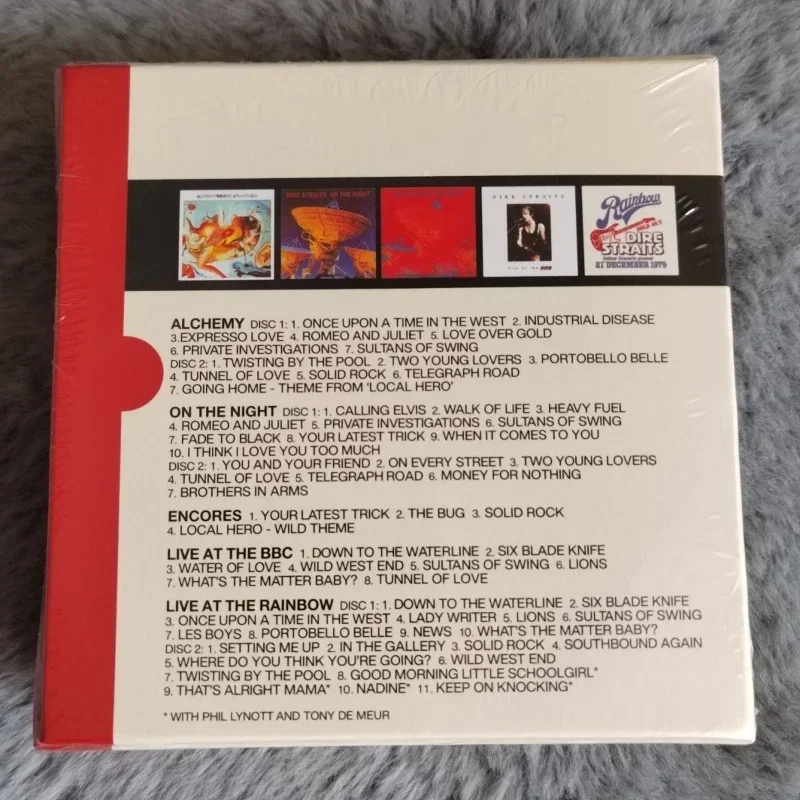 DIRE STRAITS ON THE NIGHT
DIRE STRAITS
LIVE AT THE BBC
Rainbow
DIRE
STRAITS
21 DECEMBER 1979
ALCHEMY DISC 1: 1. ONCE UPON A TIME IN THE WEST 2. INDUSTRIAL DISEASE
3.EXPRESSO LOVE 4. ROMEO AND JULIET 5. LOVE OVER GOLD
6. PRIVATE INVESTIGATIONS 7. SULTANS OF SWING
DISC 2: 1. TWISTING BY THE POOL 2. TWO YOUNG LOVERS 3. PORTOBELLO BELLE
4. TUNNEL OF LOVE 5. SOLID ROCK 6. TELEGRAPH ROAD
7. GOING HOME - THEME FROM 'LOCAL HERO'
ON THE NIGHT DISC 1: 1. CALLING ELVIS 2. WALK OF LIFE 3. HEAVY FUEL
4. ROMEO AND JULIET 5. PRIVATE INVESTIGATIONS 6. SULTANS OF SWING
7. FADE TO BLACK 8. YOUR LATEST TRICK 9. WHEN IT COMES TO YOU
10. I THINK I LOVE YOU TOO MUCH
DISC 2: 1. YOU AND YOUR FRIEND 2. ON EVERY STREET 3. TWO YOUNG LOVERS
4. TUNNEL OF LOVE 5. TELEGRAPH ROAD 6. MONEY FOR NOTHING
7. BROTHERS IN ARMS
ENCORES 1. YOUR LATEST TRICK 2. THE BUG 3. SOLID ROCK
4. LOCAL HERO - WILD THEME
LIVE AT THE BBC 1. DOWN TO THE WATERLINE 2. SIX BLADE KNIFE
3. WATER OF LOVE 4. WILD WEST END 5. SULTANS OF SWING 6. LIONS
7. WHAT'S THE MATTER BABY? 8. TUNNEL OF LOVE
LIVE AT THE RAINBOW DISC 1: 1. DOWN TO THE WATERLINE 2. SIX BLADE KNIFE
3. ONCE UPON A TIME IN THE WEST 4. LADY WRITER 5. LIONS 6. SULTANS OF SWING
7. LES BOYS 8. PORTOBELLO BELLE 9. NEWS 10. WHAT'S THE MATTER BABY?
DISC 2: 1. SETTING ME UP 2. IN THE GALLERY 3. SOLID ROCK 4. SOUTHBOUND AGAIN
5. WHERE DO YOU THINK YOU'RE GOING? 6. WILD WEST END
7. TWISTING BY THE POOL 8. GOOD MORNING LITTLE SCHOOLGIRL*
9. THAT'S ALRIGHT MAMA* 10. NADINE* 11. KEEP ON KNOCKING*
* WITH PHIL LYNOTT AND TONY DE MEUR